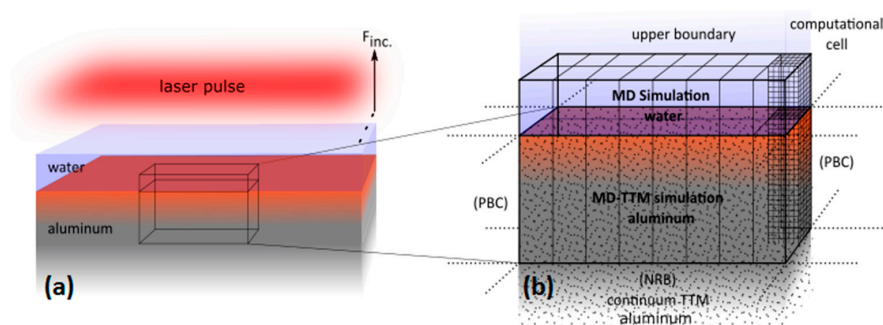 F inc.
laser pulse
water
aluminum
(a)
computational
cell
upper boundary
MD Simulation
water
(PBC)
(PBC)
MD-TTM simulation
aluminum
(NRB)
continuum TTM
aluminum
(b)